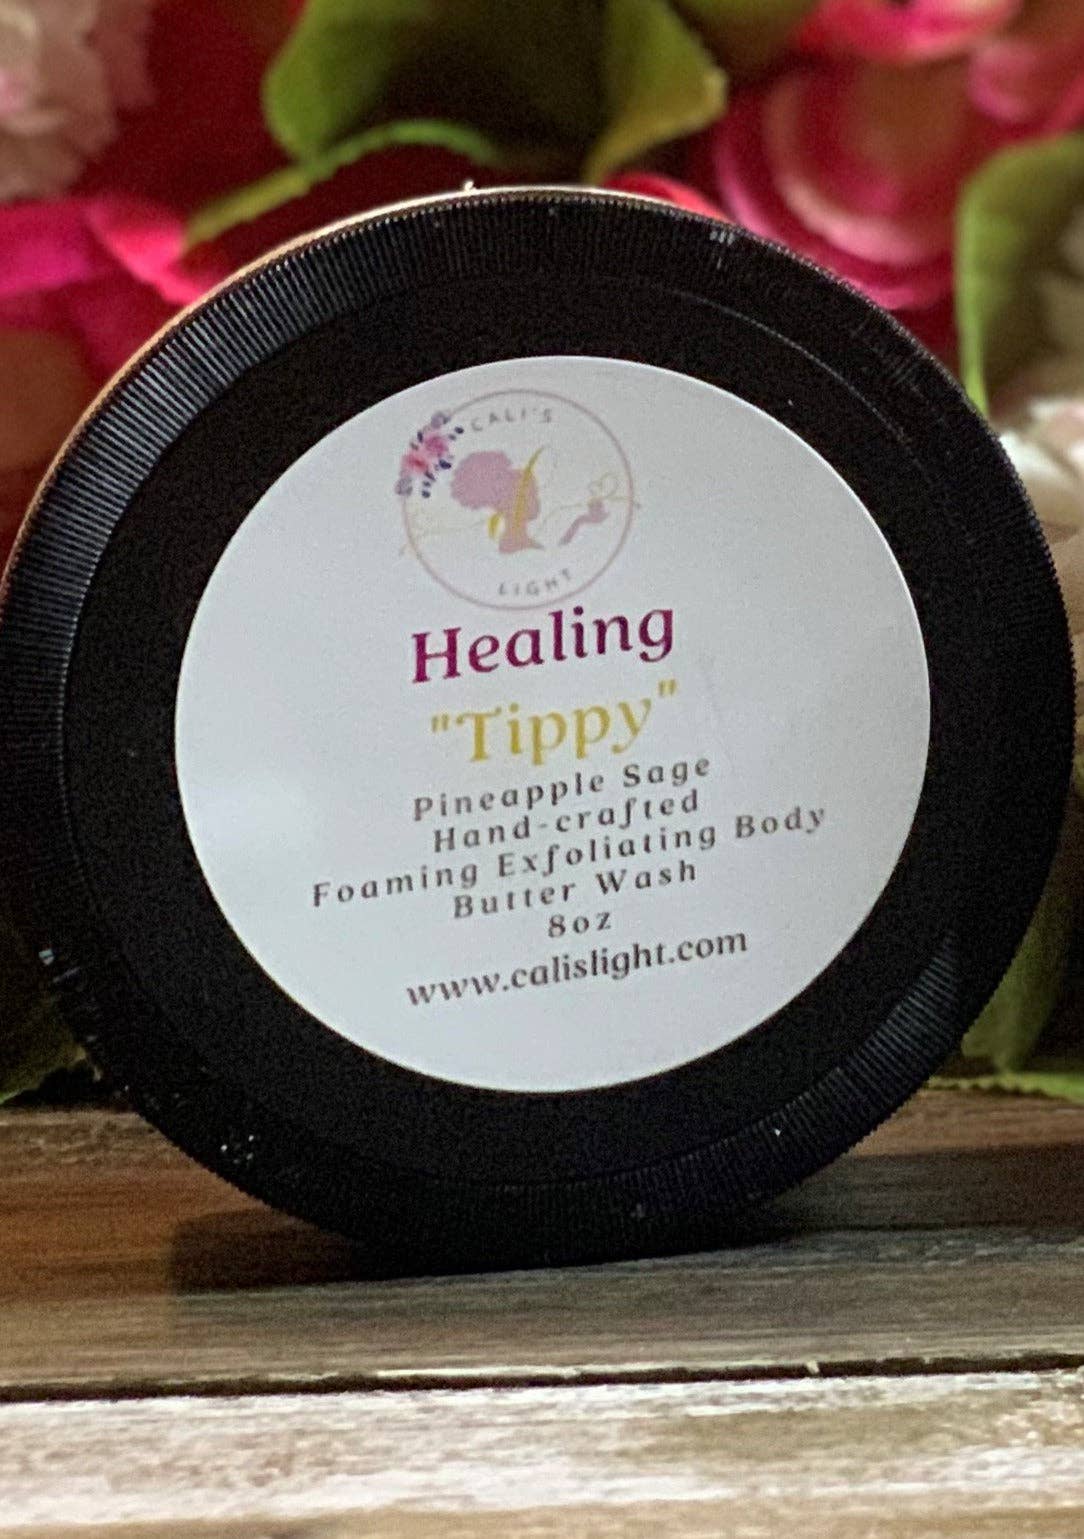 CALI'S
LIGHT
Healing
"Tippy"
Pineapple Sage
Hand-crafted
Foaming Exfoliating Body
Butter Wash
8oz
www.calislight.com